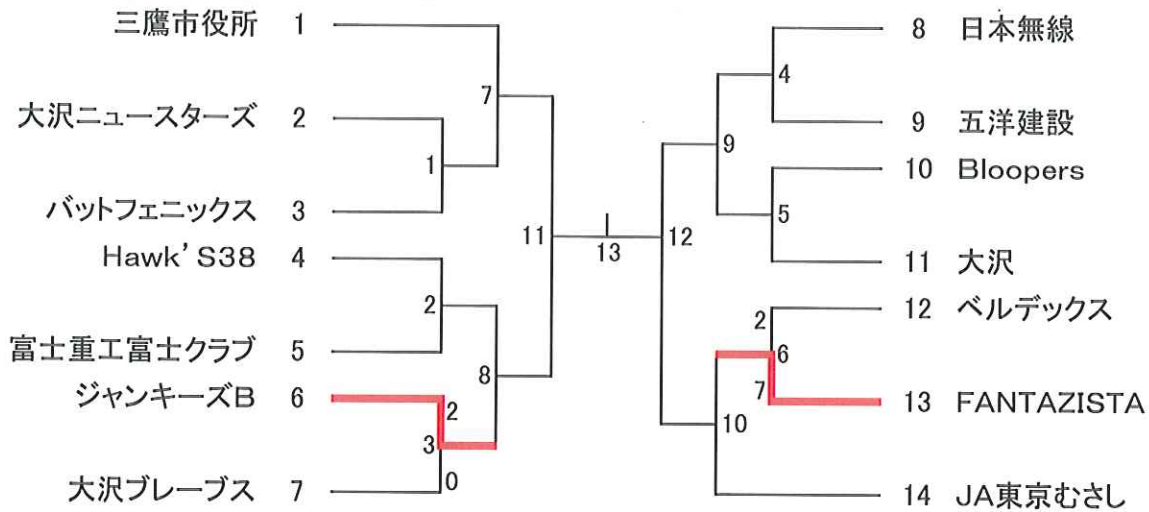 三鷹市役所 1
大沢ニュースターズ 2
バットフェニックス 3
Hawk'S38 4
富士重工富士クラブ 5
ジャンキーズB 6
大沢ブレーブス 7
7
1
2
8
2
3
0
11
13
12
9
4
5
2
6
7
10
8 日本無線
9 五洋建設
10 Bloopers
11 大沢
12 ベルデックス
13 FANTAZISTA
14 JA東京むさし